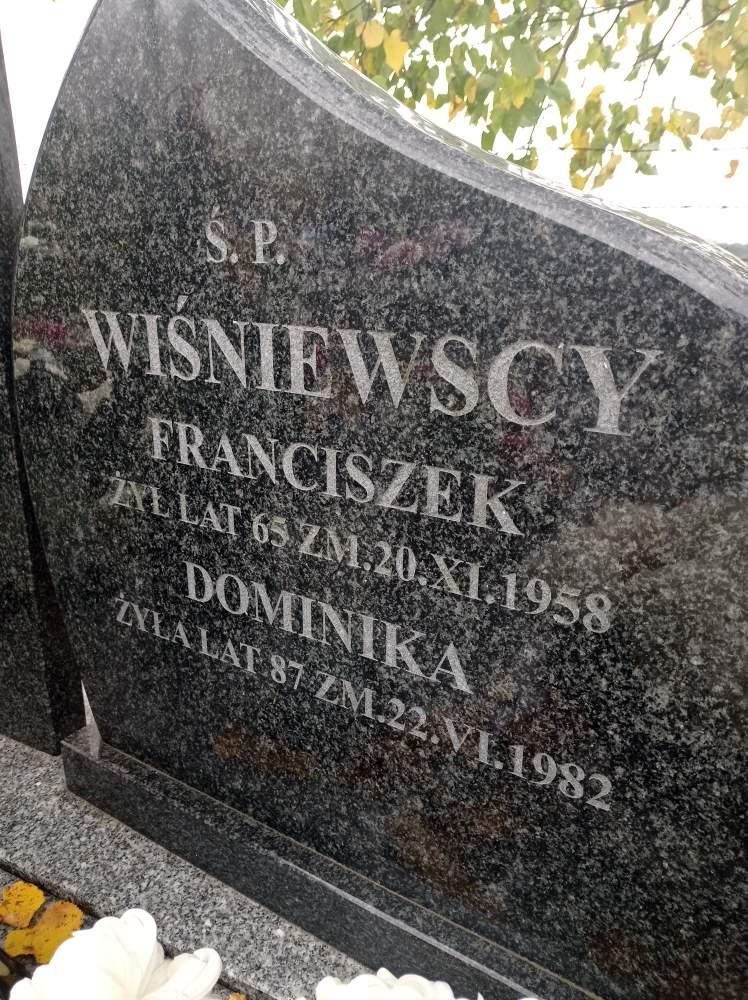 Ś. P.
WIŚNIEWSCY
FRANCISZEK
ŻYŁ LAT 65 ZM.20.XI.1958
DOMINIKA
ŻYŁA LAT 87 ZM.22.VI.1982